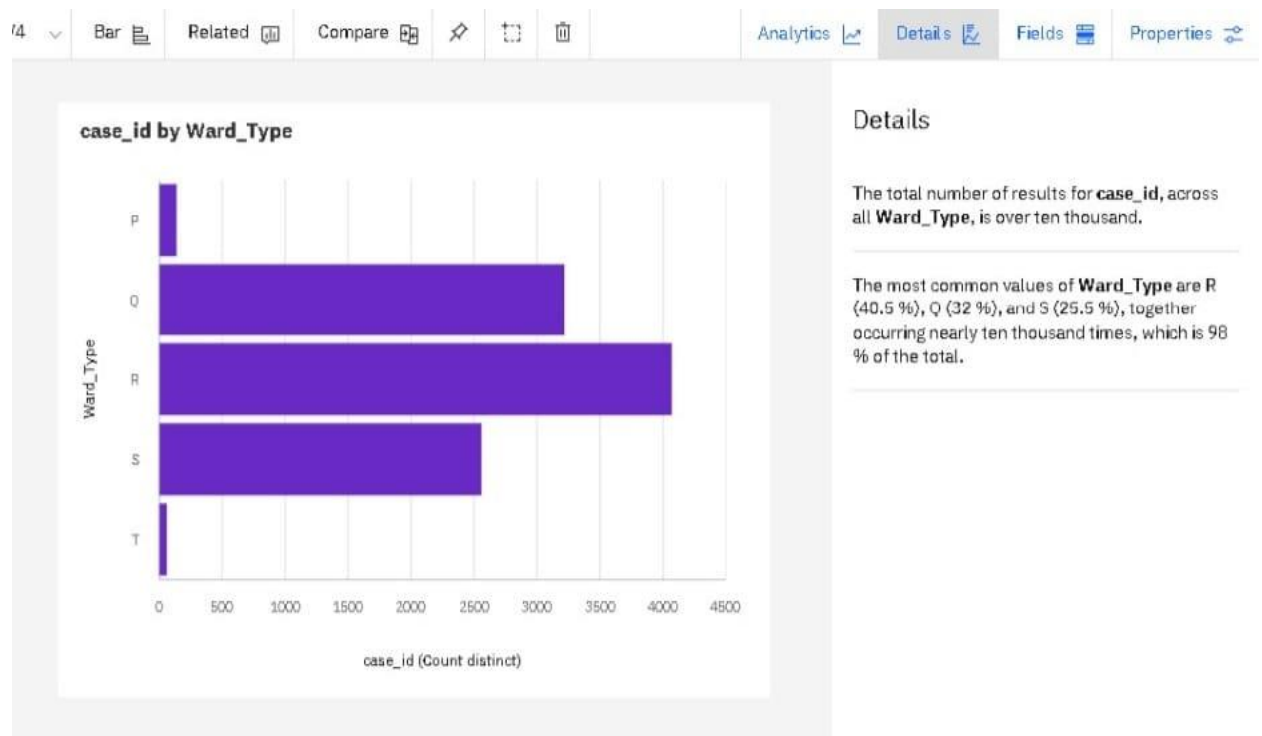 /4
Bar
Related
Compare
Analytics
Details
Fields
Properties
case_id by Ward_Type
P
Q
R
S
T
Ward_Type
0 500 1000 1500 2000 2500 3000 3500 4000 4500
case_id (Count distinct)
Details
The total number of results for case_id, across
all Ward_Type, is over ten thousand.
The most common values of Ward_Type are R
(40.5 %), Q (32 %), and S (25.5 %), together
occurring nearly ten thousand times, which is 98
% of the total.